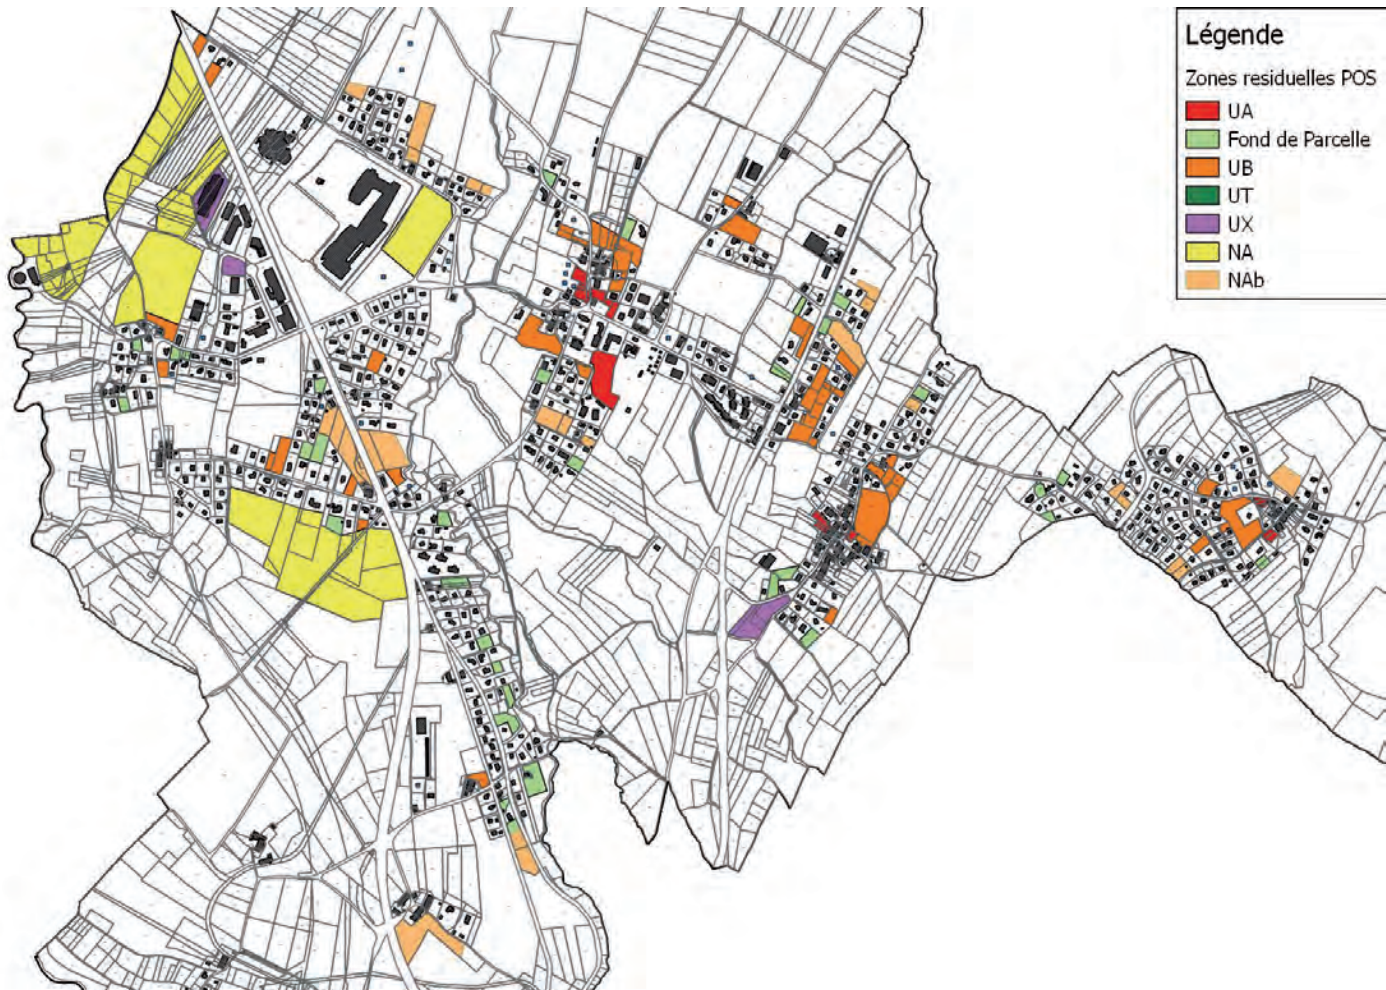 Légende
Zones residuelles POS
UA
Fond de Parcelle
UB
UT
UX
NA
NAb